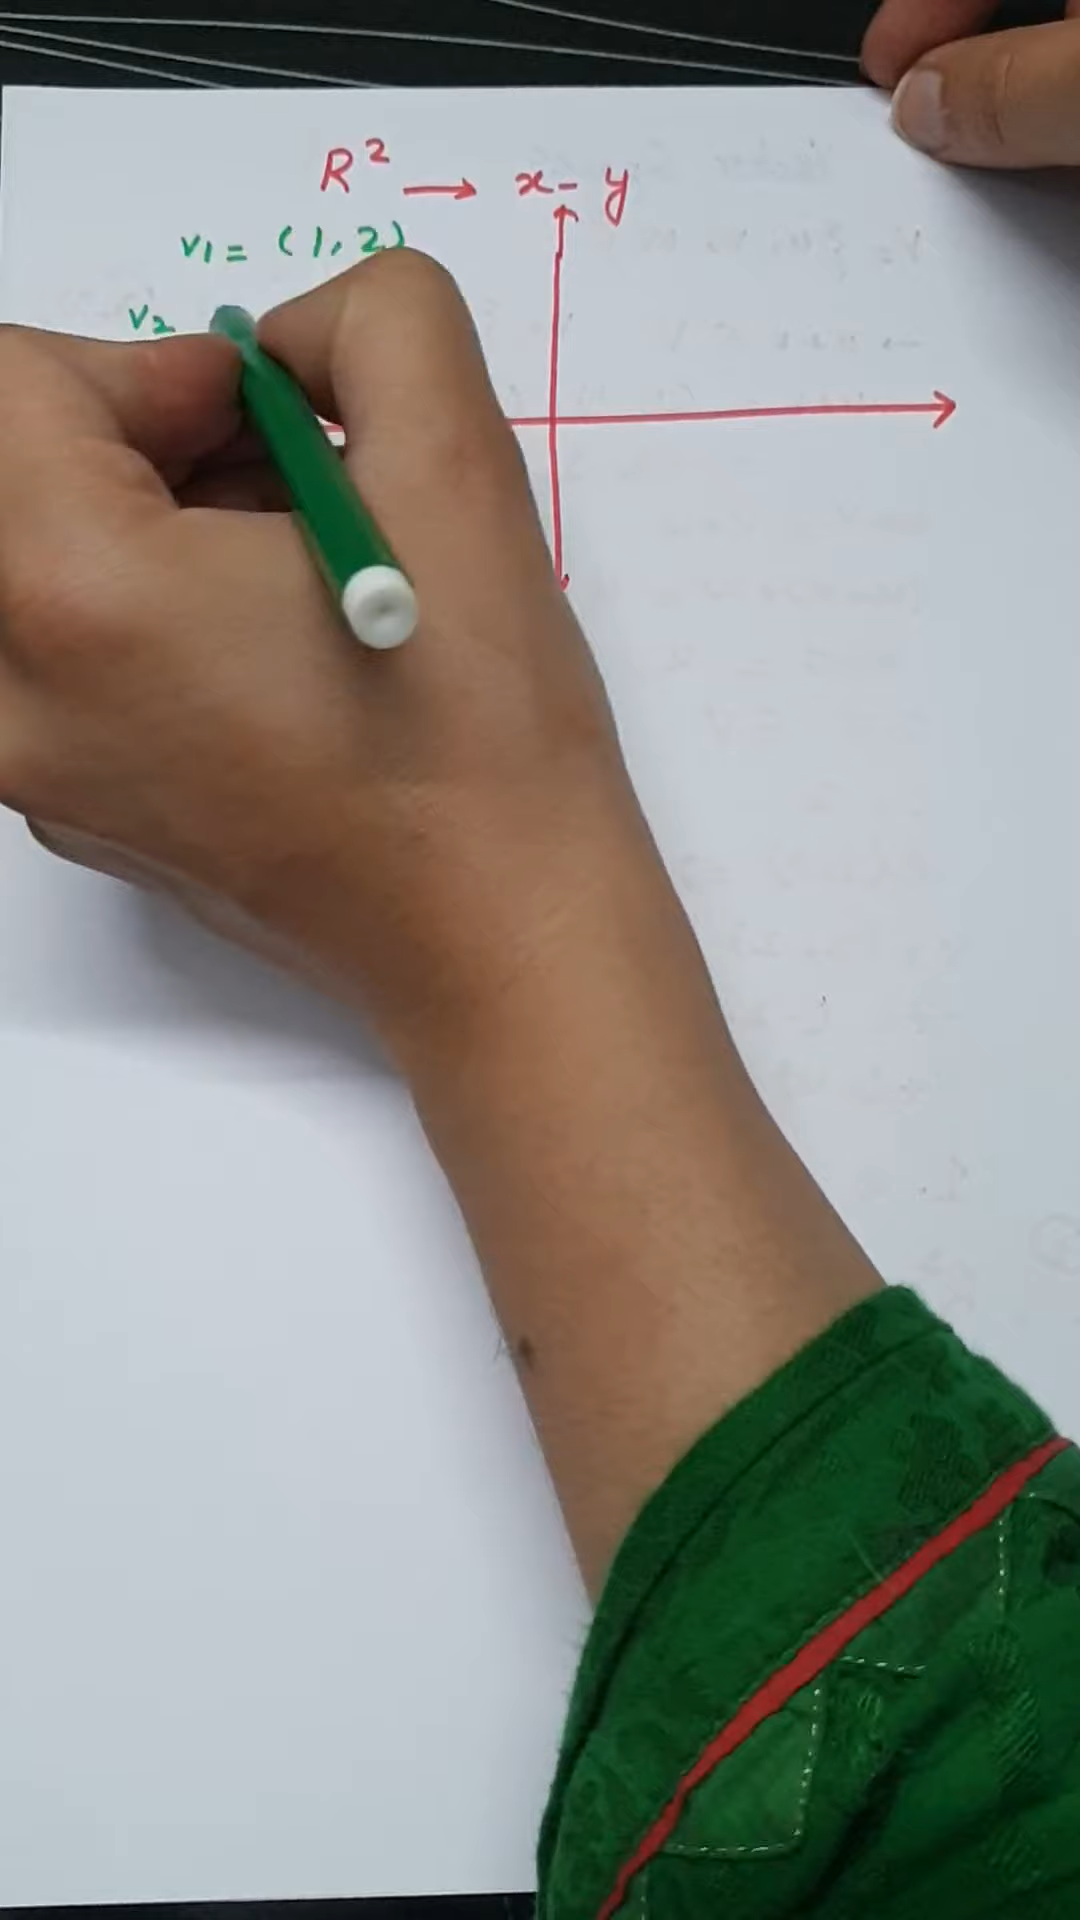 R² → x-y
v1 = (1,2)
v2